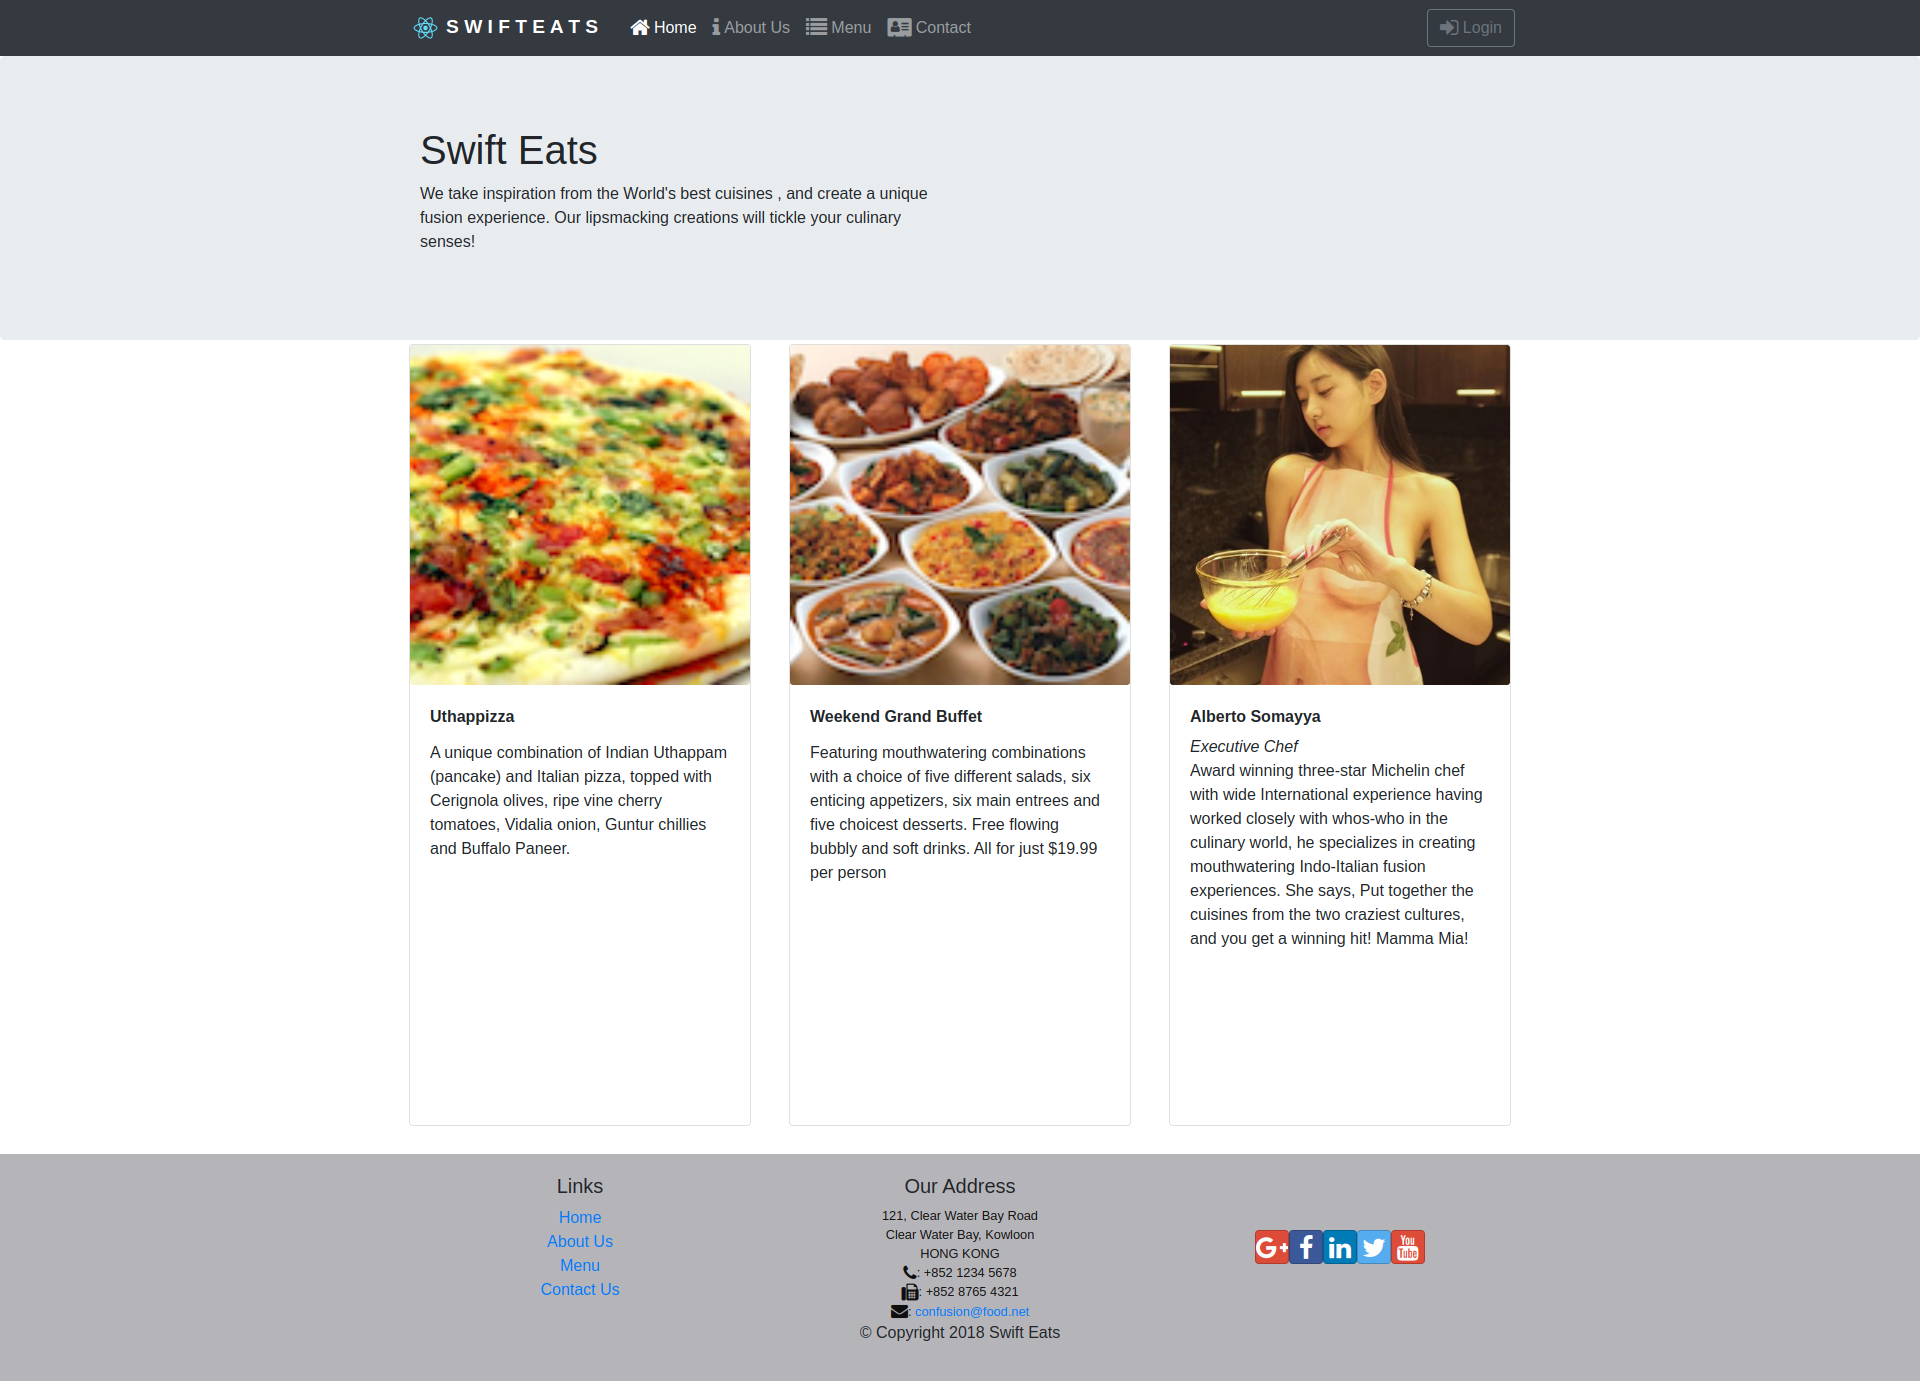 SWIFTEATS Home About Us Menu Contact Login
Swift Eats
We take inspiration from the World's best cuisines , and create a unique
fusion experience. Our lipsmacking creations will tickle your culinary
senses!
Uthappizza
A unique combination of Indian Uthappam
(pancake) and Italian pizza, topped with
Cerignola olives, ripe vine cherry
tomatoes, Vidalia onion, Guntur chillies
and Buffalo Paneer.
Weekend Grand Buffet
Featuring mouthwatering combinations
with a choice of five different salads, six
enticing appetizers, six main entrees and
five choicest desserts. Free flowing
bubbly and soft drinks. All for just $19.99
per person
Alberto Somayya
Executive Chef
Award winning three-star Michelin chef
with wide International experience having
worked closely with whos-who in the
culinary world, he specializes in creating
mouthwatering Indo-Italian fusion
experiences. She says, Put together the
cuisines from the two craziest cultures,
and you get a winning hit! Mamma Mia!
Links
Home
About Us
Menu
Contact Us
Our Address
121, Clear Water Bay Road
Clear Water Bay, Kowloon
HONG KONG
: +852 1234 5678
: +852 8765 4321
: confusion@food.net
© Copyright 2018 Swift Eats
G+ f in You Tube